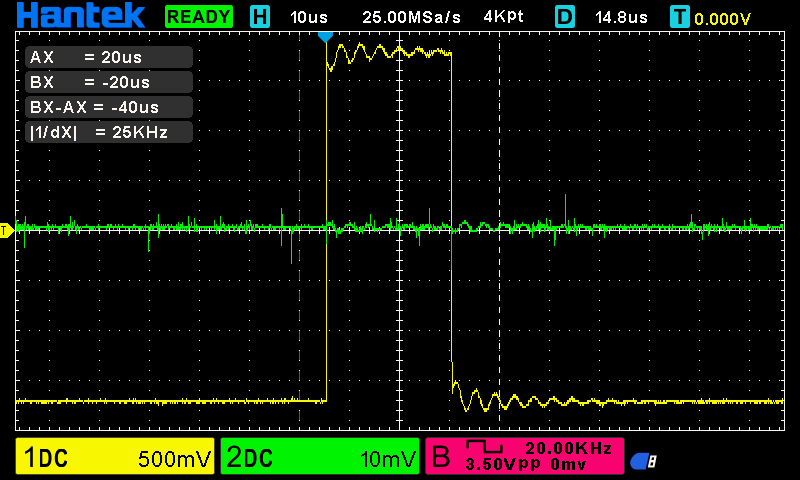 Hantek READY H 10us 25.00MSa/s 4Kpt D 14.8us T 0.000V
AX = 20us
BX = -20us
BX-AX = -40us
|1/dX| = 25KHz
T
1DC 500mV 2DC 10mV B 20.00KHz
3.50Vpp 0mv